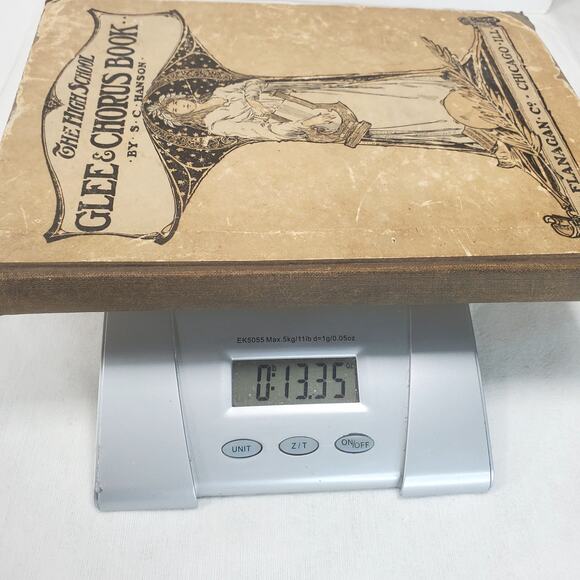 THE HIGH SCHOOL
GLEE & CHORUS BOOK
· BY · S · C · HANSON ·
FLANAGAN · Co · CHICAGO · ILL
EK5055 Max.5kg/11lb d=1g/0.05oz
0:13.35
UNIT
Z / T
ON/OFF